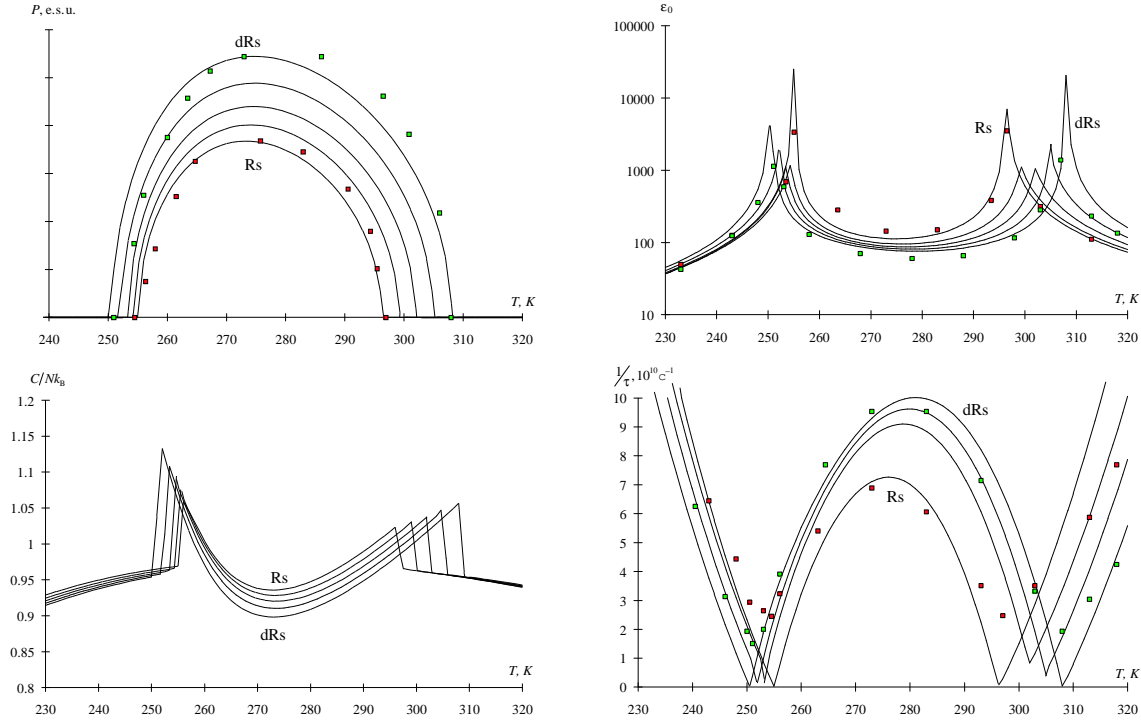 P, e.s.u.
dRs
Rs
T, K
240 250 260 270 280 290 300 310 320
ε0
100000
10000
1000
100
10
Rs
dRs
T, K
230 240 250 260 270 280 290 300 310 320
C/NkB
1.2
1.15
1.1
1.05
1
0.95
0.9
0.85
0.8
Rs
dRs
T, K
230 240 250 260 270 280 290 300 310 320
1/τ, 10¹⁰ c⁻¹
10
9
8
7
6
5
4
3
2
1
0
dRs
Rs
T, K
230 240 250 260 270 280 290 300 310 320